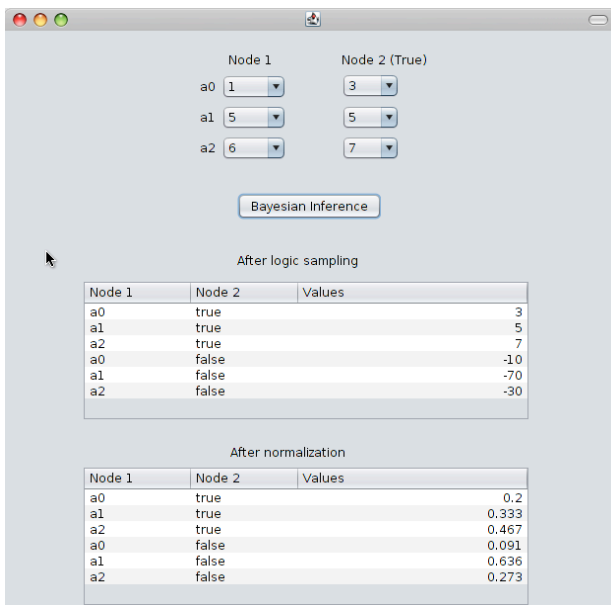 Node 1 Node 2 (True)
a0 1 3
a1 5 5
a2 6 7
Bayesian Inference
After logic sampling
Node 1 Node 2 Values
a0 true 3
a1 true 5
a2 true 7
a0 false -10
a1 false -70
a2 false -30
After normalization
Node 1 Node 2 Values
a0 true 0.2
a1 true 0.333
a2 true 0.467
a0 false 0.091
a1 false 0.636
a2 false 0.273